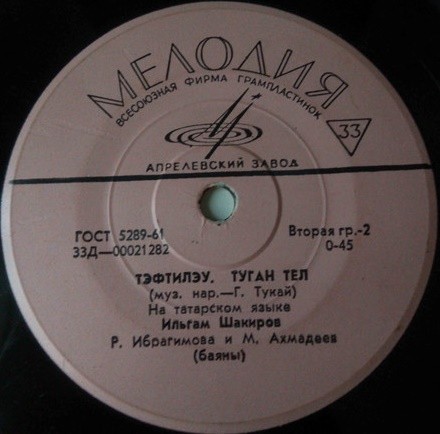 МЕЛОДИЯ
ВСЕСОЮЗНАЯ ФИРМА ГРАМПЛАСТИНОК
33
АПРЕЛЕВСКИЙ ЗАВОД
ГОСТ 5289-61
33Д—00021282
Вторая гр.-2
0-45
ТЭФТИЛЭУ. ТУГАН ТЕЛ
(муз. нар.—Г. Тукай)
На татарском языке
Ильгам Шакиров
Р. Ибрагимова и М. Ахмадеев
(баяны)